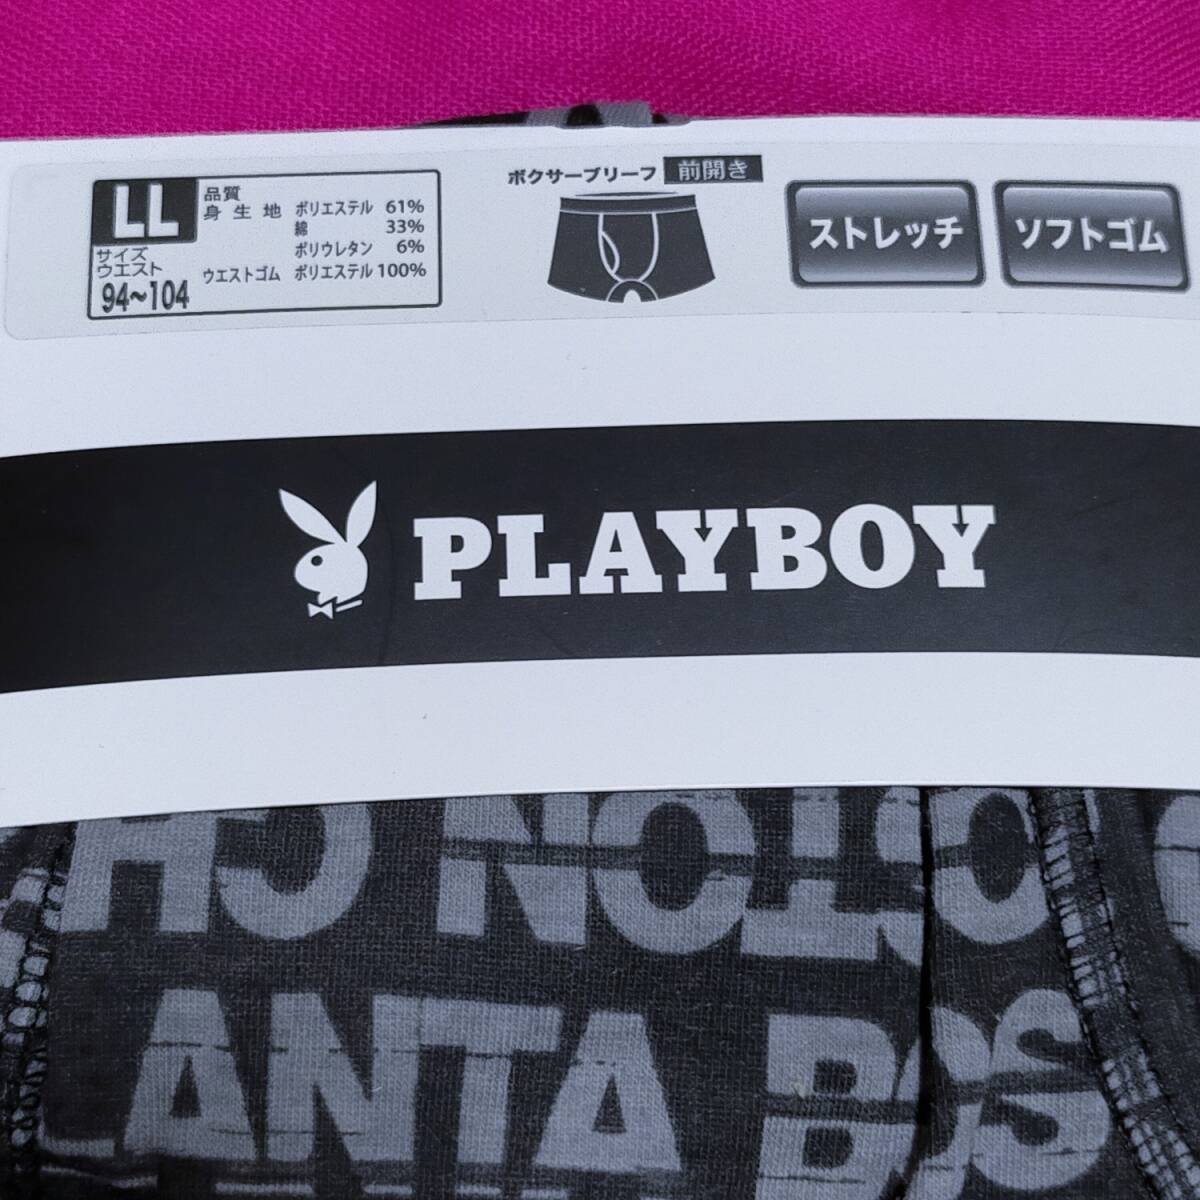 LL
サイズ
ウエスト
94~104
品質
身生地 ポリエステル 61%
綿 33%
ポリウレタン 6%
ウエストゴム ポリエステル 100%
ボクサーブリーフ 前開き
ストレッチ
ソフトゴム
PLAYBOY
TON
LANTA BOS